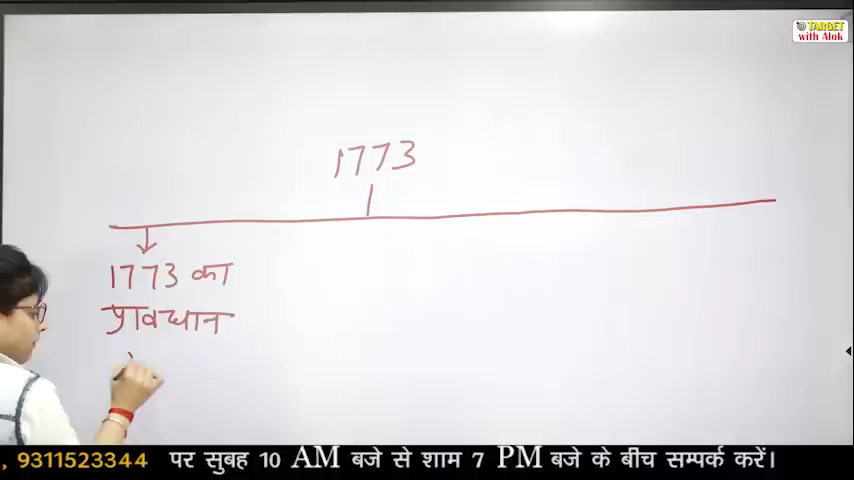 TARGET
with Alok
1773
1773 का
प्रावधान
, 9311523344 पर सुबह 10 AM बजे से शाम 7 PM बजे के बीच सम्पर्क करें।